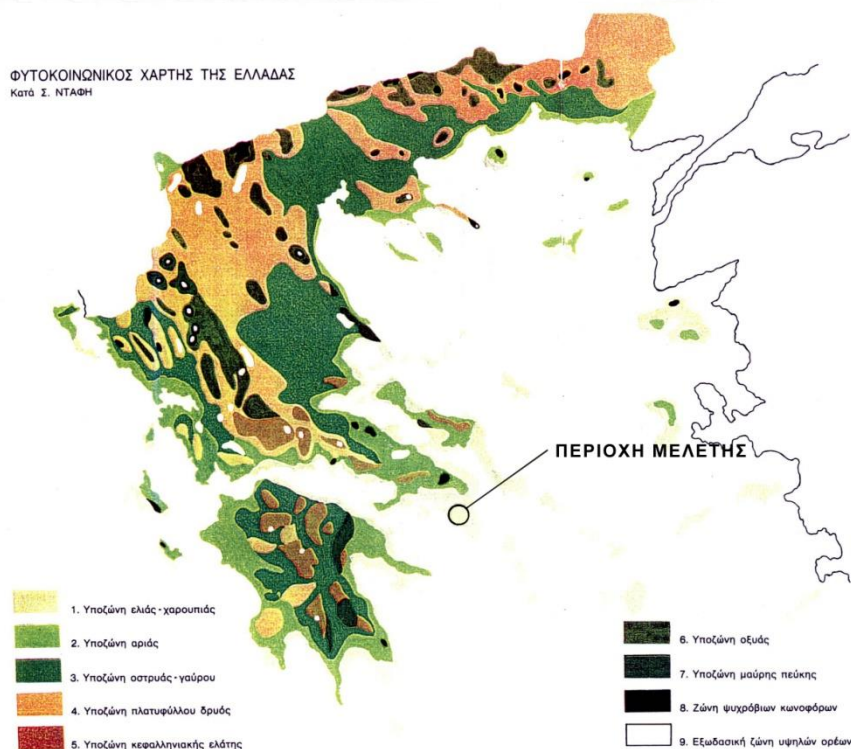 ΦΥΤΟΚΟΙΝΩΝΙΚΟΣ ΧΑΡΤΗΣ ΤΗΣ ΕΛΛΑΔΑΣ
Κατά Σ. ΝΤΑΦΗ
ΠΕΡΙΟΧΗ ΜΕΛΕΤΗΣ
1. Υποζώνη ελιάς-χαρουπιάς
2. Υποζώνη αριάς
3. Υποζώνη οστρυάς-γαύρου
4. Υποζώνη πλατυφύλλου δρυός
5. Υποζώνη κεφαλληνιακής ελάτης
6. Υποζώνη οξυάς
7. Υποζώνη μαύρης πεύκης
8. Ζώνη ψυχρόβιων κωνοφόρων
9. Εξωδασική ζώνη υψηλών ορέων